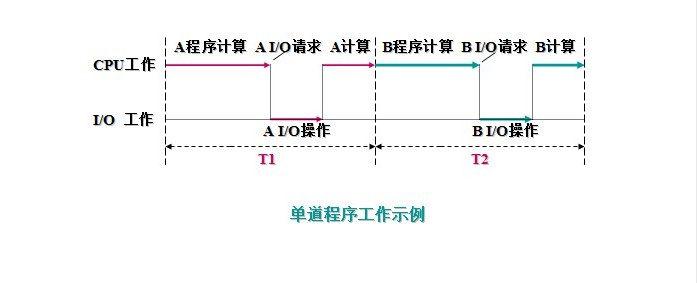 A程序计算 A I/O请求 A计算 B程序计算 B I/O请求 B计算
CPU工作
I/O 工作
A I/O操作 B I/O操作
T1 T2
单道程序工作示例